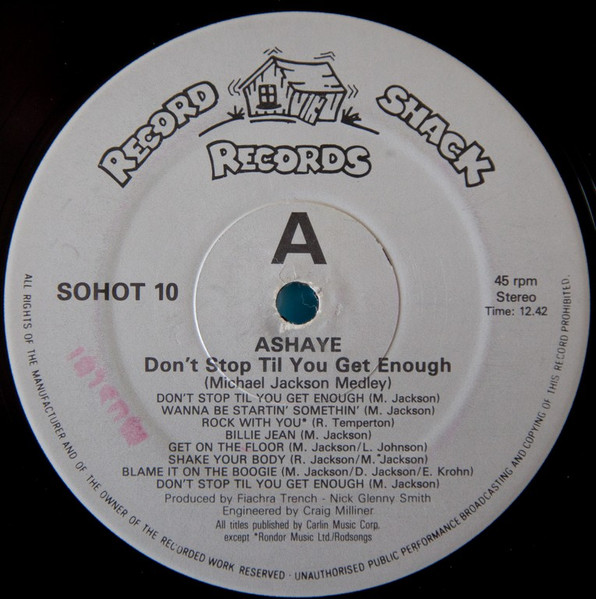 RECORD SHACK
RECORDS
A
SOHOT 10
45 rpm
Stereo
Time: 12.42
ASHAYE
Don't Stop Til You Get Enough
(Michael Jackson Medley)
DON'T STOP TIL YOU GET ENOUGH (M. Jackson)
WANNA BE STARTIN' SOMETHIN' (M. Jackson)
ROCK WITH YOU* (R. Temperton)
BILLIE JEAN (M. Jackson)
GET ON THE FLOOR (M. Jackson/L. Johnson)
SHAKE YOUR BODY (R. Jackson/M. Jackson)
BLAME IT ON THE BOOGIE (M. Jackson/D. Jackson/E. Krohn)
DON'T STOP TIL YOU GET ENOUGH (M. Jackson)
Produced by Fiachra Trench - Nick Glenny Smith
Engineered by Craig Milliner
All titles published by Carlin Music Corp.
except *Rondor Music Ltd./Rodsongs
ALL RIGHTS OF THE MANUFACTURER AND OF THE OWNER OF THE RECORDED WORK RESERVED · UNAUTHORISED PUBLIC PERFORMANCE BROADCASTING AND COPYING OF THIS RECORD PROHIBITED.